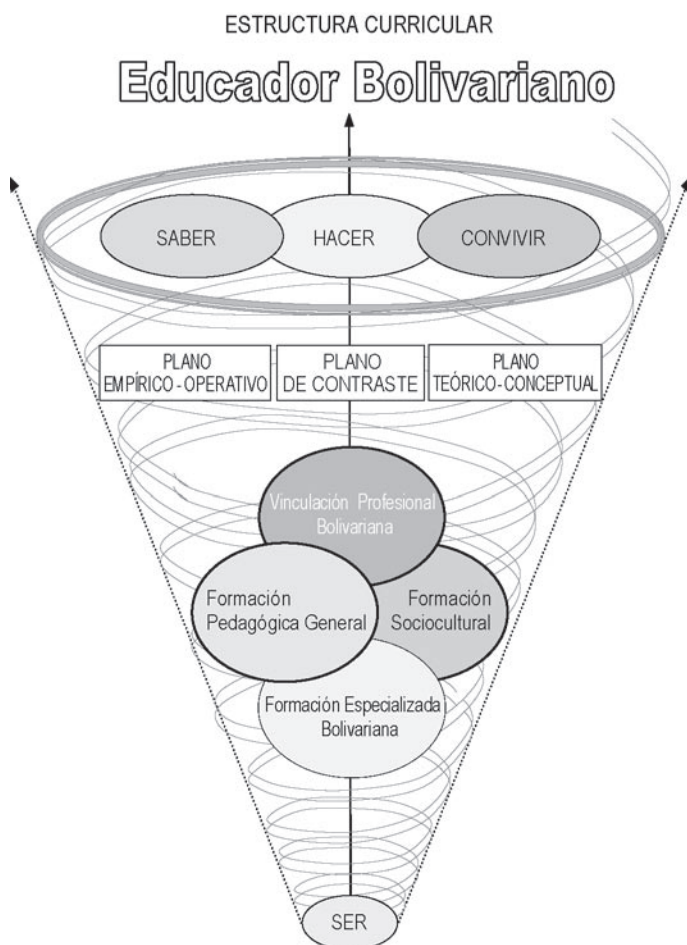 ESTRUCTURA CURRICULAR
Educador Bolivariano
SABER
HACER
CONVIVIR
PLANO
EMPÍRICO - OPERATIVO
PLANO
DE CONTRASTE
PLANO
TEÓRICO-CONCEPTUAL
Vinculación Profesional
Bolivariana
Formación
Pedagógica General
Formación
Sociocultural
Formación Especializada
Bolivariana
SER